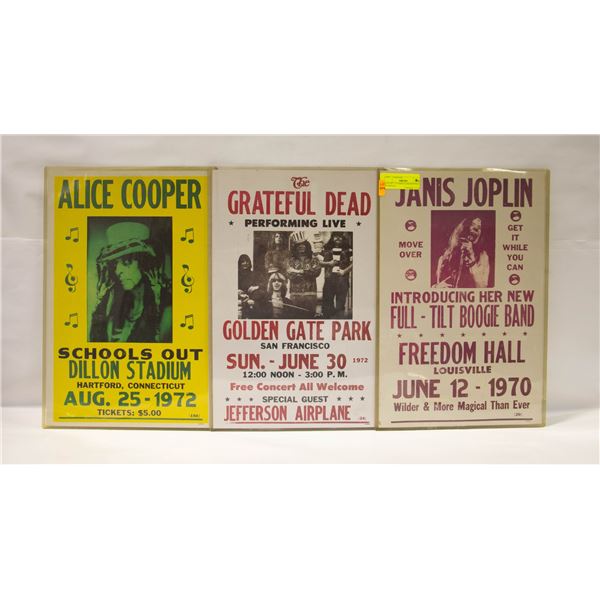 ALICE COOPER
SCHOOLS OUT
DILLON STADIUM
HARTFORD, CONNECTICUT
AUG. 25 - 1972
TICKETS: $5.00
The
GRATEFUL DEAD
PERFORMING LIVE
GOLDEN GATE PARK
SAN FRANCISCO
SUN. - JUNE 30 1972
12:00 NOON - 3:00 P.M.
Free Concert All Welcome
SPECIAL GUEST
JEFFERSON AIRPLANE
JANIS JOPLIN
MOVE
OVER
GET
IT
WHILE
YOU
CAN
INTRODUCING HER NEW
FULL - TILT BOOGIE BAND
FREEDOM HALL
LOUISVILLE
JUNE 12 - 1970
Wilder & More Magical Than Ever